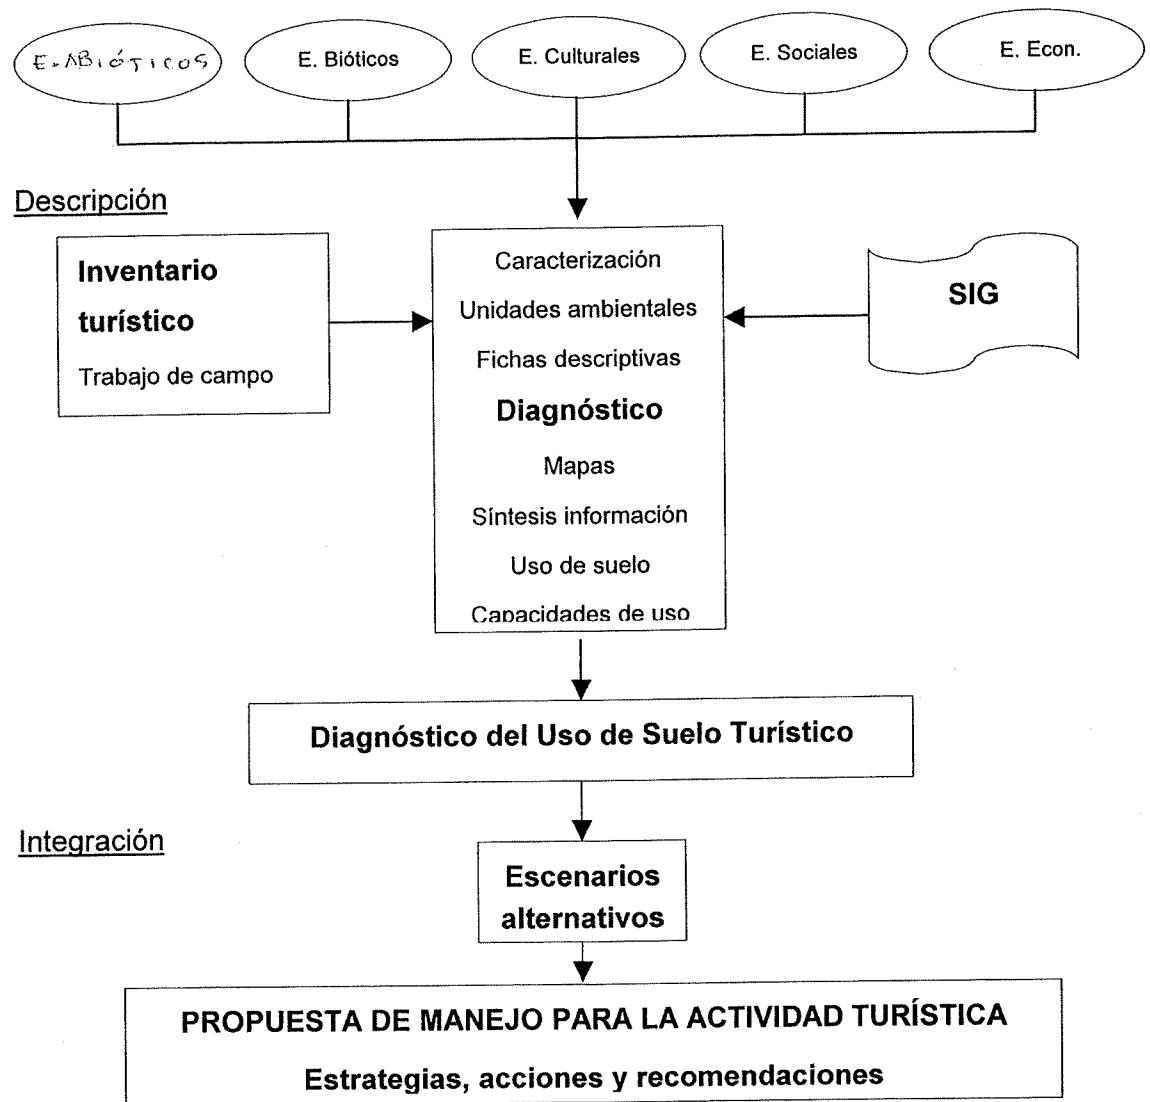 E. ABióTICOS
E. Bióticos
E. Culturales
E. Sociales
E. Econ.
Descripción
Inventario
turístico
Trabajo de campo
Caracterización
Unidades ambientales
Fichas descriptivas
Diagnóstico
Mapas
Síntesis información
Uso de suelo
Capacidades de uso
SIG
Diagnóstico del Uso de Suelo Turístico
Integración
Escenarios
alternativos
PROPUESTA DE MANEJO PARA LA ACTIVIDAD TURÍSTICA
Estrategias, acciones y recomendaciones